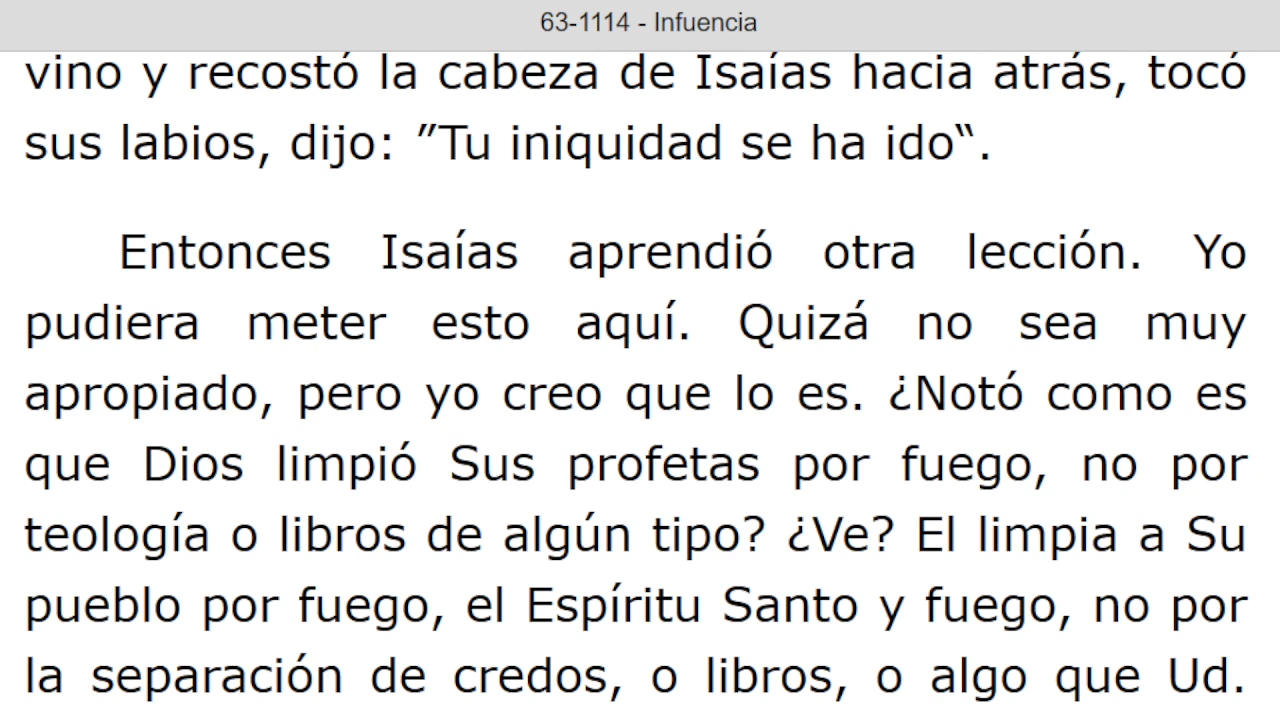 63-1114 - Infuencia
vino y recostó la cabeza de Isaías hacia atrás, tocó
sus labios, dijo: ”Tu iniquidad se ha ido“.
Entonces Isaías aprendió otra lección. Yo
pudiera meter esto aquí. Quizá no sea muy
apropiado, pero yo creo que lo es. ¿Notó como es
que Dios limpió Sus profetas por fuego, no por
teología o libros de algún tipo? ¿Ve? El limpia a Su
pueblo por fuego, el Espíritu Santo y fuego, no por
la separación de credos, o libros, o algo que Ud.